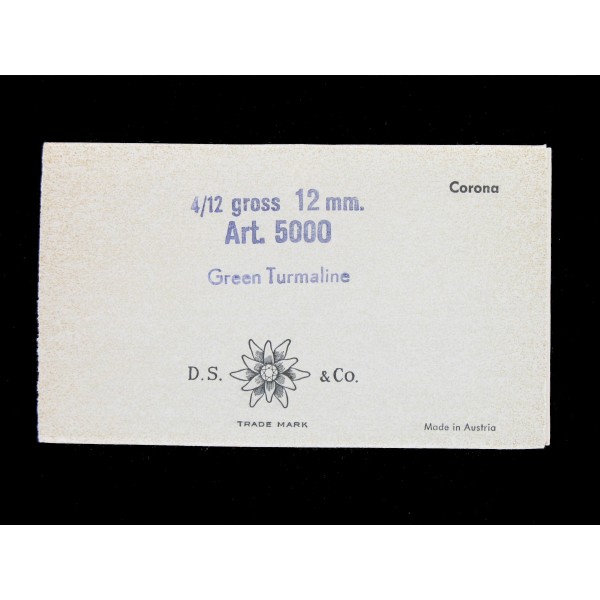 Corona
4/12 gross 12 mm.
Art. 5000
Green Turmaline
D. S. & Co.
TRADE MARK
Made in Austria